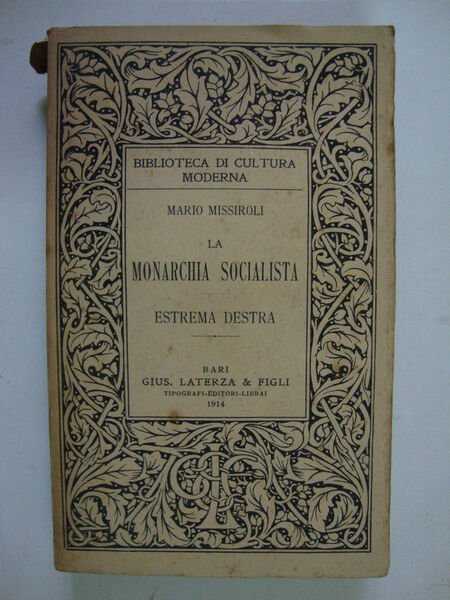 BIBLIOTECA DI CULTURA
MODERNA
MARIO MISSIROLI
LA
MONARCHIA SOCIALISTA
ESTREMA DESTRA
BARI
GIUS. LATERZA & FIGLI
TIPOGRAFI-EDITORI-LIBRAI
1914